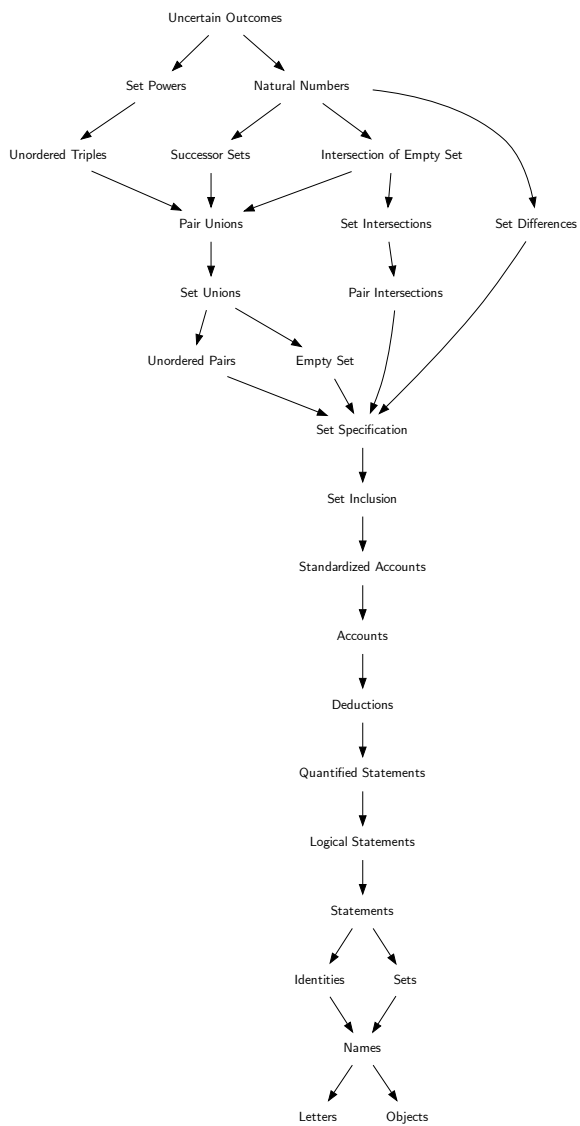 Uncertain Outcomes
Set Powers
Natural Numbers
Unordered Triples
Successor Sets
Intersection of Empty Set
Pair Unions
Set Intersections
Set Differences
Set Unions
Pair Intersections
Unordered Pairs
Empty Set
Set Specification
Set Inclusion
Standardized Accounts
Accounts
Deductions
Quantified Statements
Logical Statements
Statements
Identities
Sets
Names
Letters
Objects